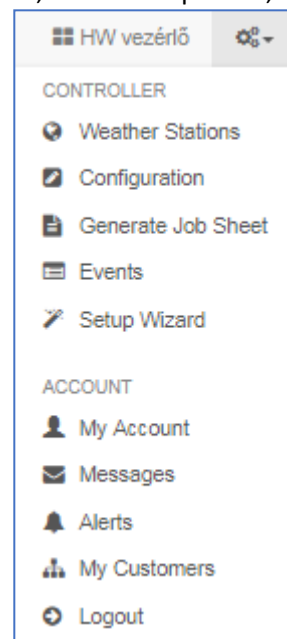 HW vezérlő
CONTROLLER
Weather Stations
Configuration
Generate Job Sheet
Events
Setup Wizard
ACCOUNT
My Account
Messages
Alerts
My Customers
Logout